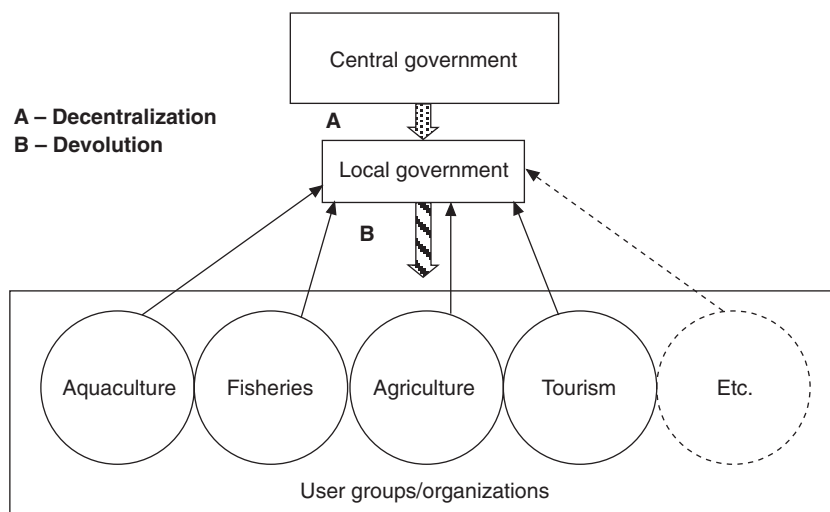 Central government
A – Decentralization
B – Devolution
A
Local government
B
Aquaculture
Fisheries
Agriculture
Tourism
Etc.
User groups/organizations